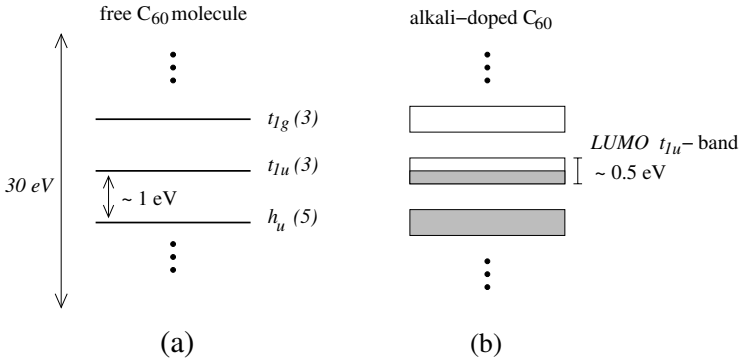 free C60 molecule
alkali-doped C60
t1g (3)
t1u (3)
LUMO t1u- band
30 eV
~ 1 eV
~ 0.5 eV
hu (5)
(a)
(b)